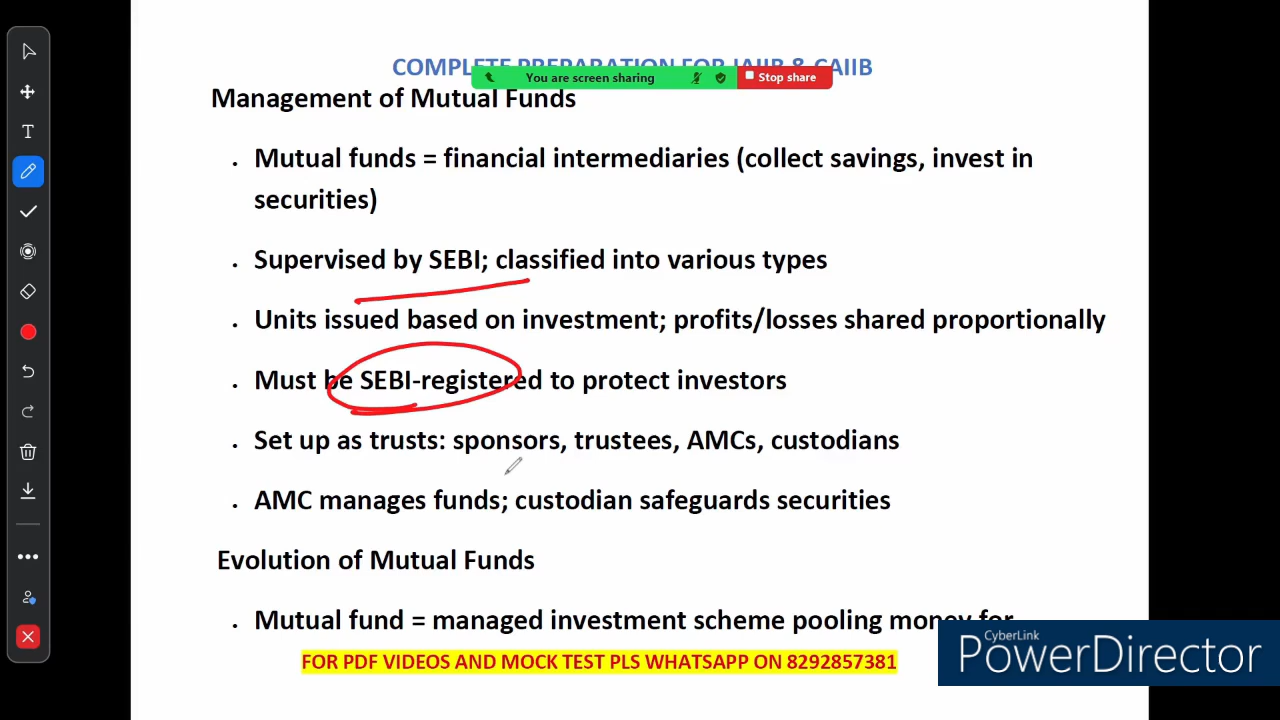 COMPLETE PREPARATION FOR JAIIB & CAIIB
You are screen sharing
Stop share
Management of Mutual Funds
• Mutual funds = financial intermediaries (collect savings, invest in
securities)
• Supervised by SEBI; classified into various types
• Units issued based on investment; profits/losses shared proportionally
• Must be SEBI-registered to protect investors
• Set up as trusts: sponsors, trustees, AMCs, custodians
• AMC manages funds; custodian safeguards securities
Evolution of Mutual Funds
• Mutual fund = managed investment scheme pooling money for
FOR PDF VIDEOS AND MOCK TEST PLS WHATSAPP ON 8292857381
CyberLink
PowerDirector
T